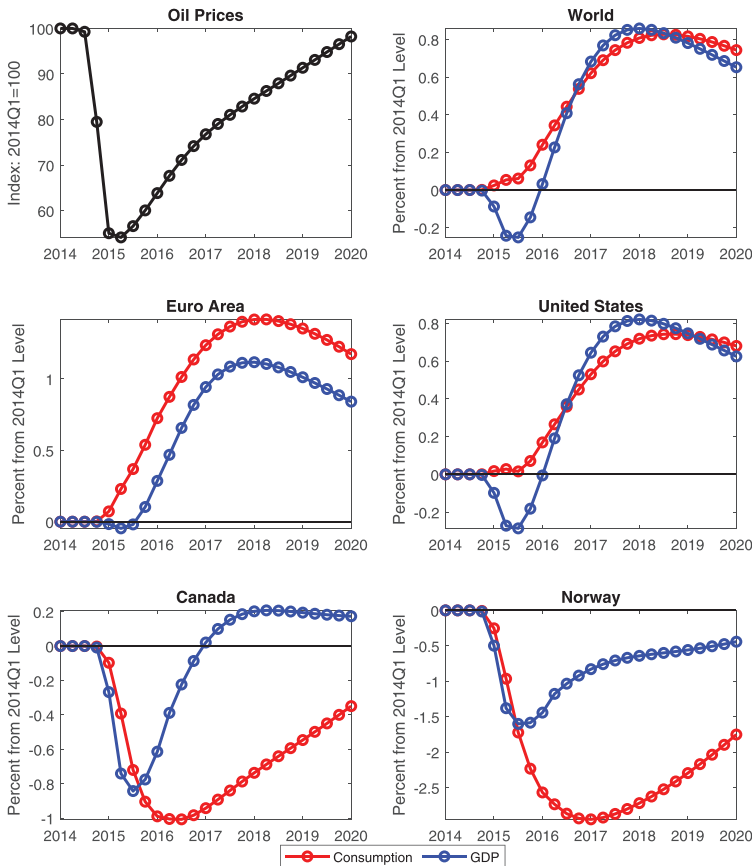 Oil Prices
Index: 2014Q1=100
100
90
80
70
60
2014 2015 2016 2017 2018 2019 2020
World
Percent from 2014Q1 Level
0.8
0.6
0.4
0.2
0
-0.2
2014 2015 2016 2017 2018 2019 2020
Euro Area
Percent from 2014Q1 Level
1
0.5
0
2014 2015 2016 2017 2018 2019 2020
United States
Percent from 2014Q1 Level
0.8
0.6
0.4
0.2
0
-0.2
2014 2015 2016 2017 2018 2019 2020
Canada
Percent from 2014Q1 Level
0.2
0
-0.2
-0.4
-0.6
-0.8
-1
2014 2015 2016 2017 2018 2019 2020
Norway
Percent from 2014Q1 Level
0
-0.5
-1
-1.5
-2
-2.5
2014 2015 2016 2017 2018 2019 2020
Consumption GDP